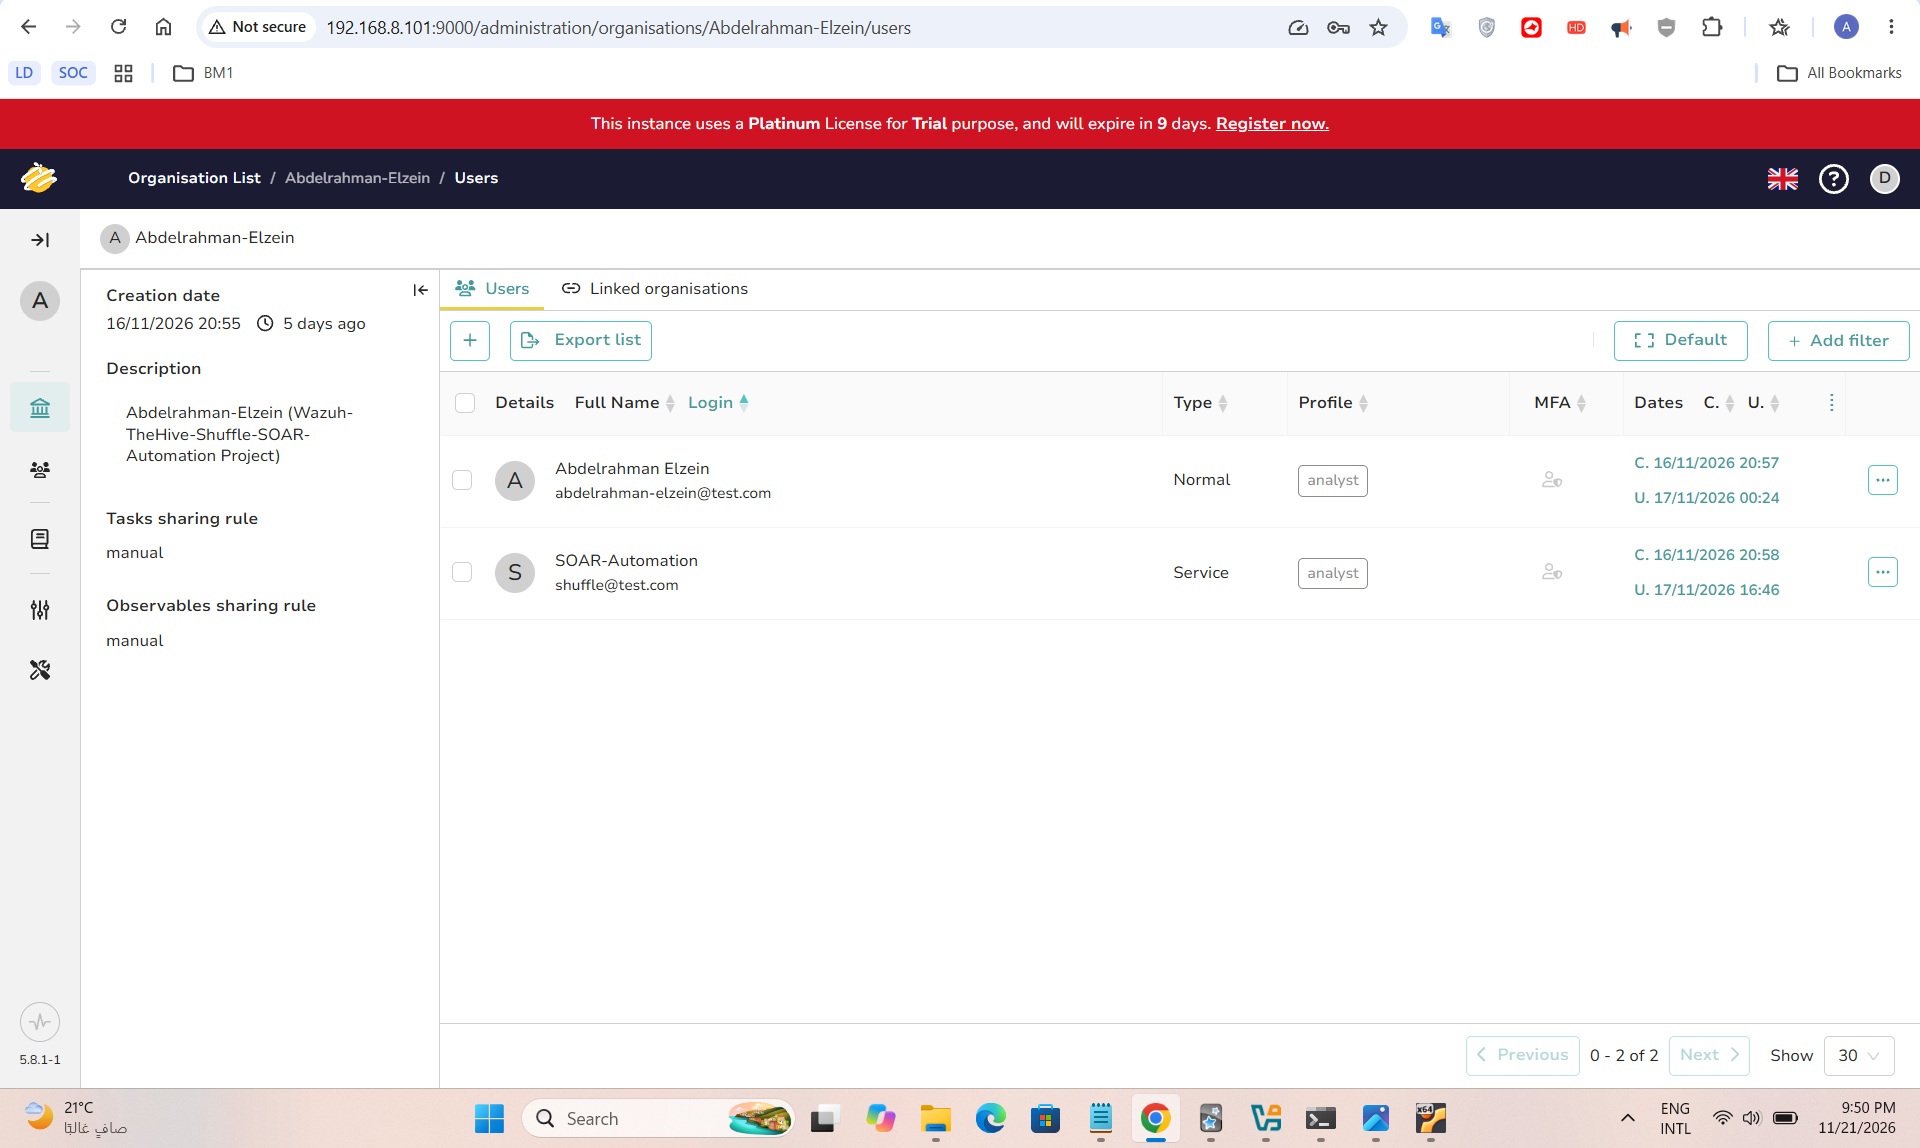 Not secure
192.168.8.101:9000/administration/organisations/Abdelrahman-Elzein/users
HD
A
LD
SOC
BM1
All Bookmarks
This instance uses a Platinum License for Trial purpose, and will expire in 9 days. Register now.
Organisation List / Abdelrahman-Elzein / Users
?
D
A Abdelrahman-Elzein
A
Creation date
16/11/2026 20:55 5 days ago
Description
Abdelrahman-Elzein (Wazuh-
TheHive-Shuffle-SOAR-
Automation Project)
Tasks sharing rule
manual
Observables sharing rule
manual
5.8.1-1
Users Linked organisations
+ Export list Default + Add filter
Details Full Name Login Type Profile MFA Dates C. U.
A
Abdelrahman Elzein
abdelrahman-elzein@test.com
Normal
analyst
C. 16/11/2026 20:57
U. 17/11/2026 00:24
S
SOAR-Automation
shuffle@test.com
Service
analyst
C. 16/11/2026 20:58
U. 17/11/2026 16:46
Previous 0 - 2 of 2 Next Show 30
21°C
صافٍ غالبًا
Search
x64
ENG
INTL
9:50 PM
11/21/2026